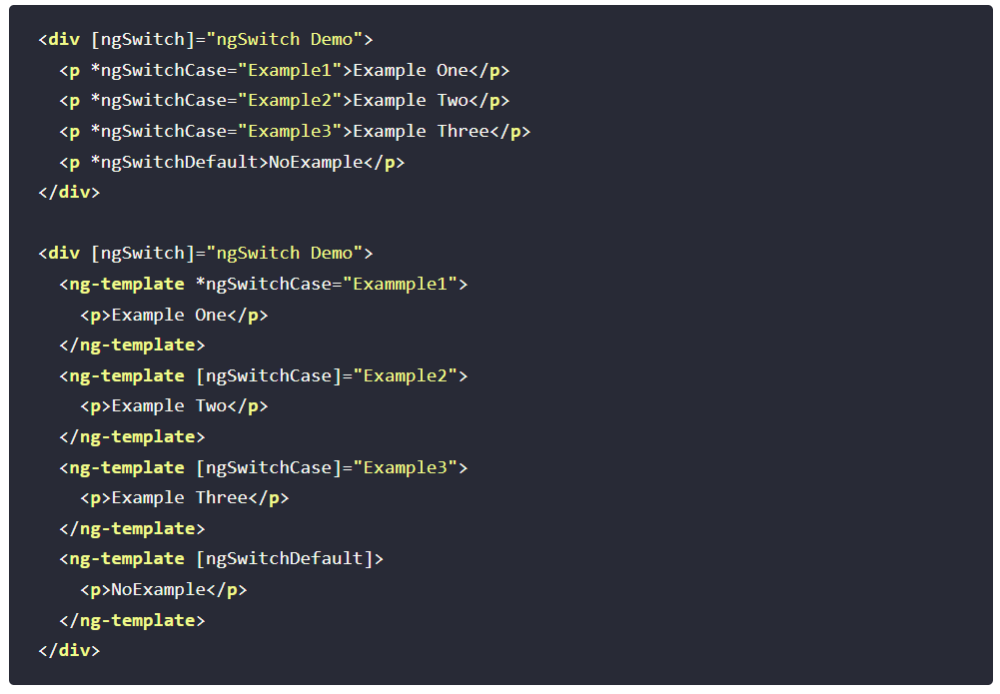 <div [ngSwitch]="ngSwitch Demo">
  <p *ngSwitchCase="Example1">Example One</p>
  <p *ngSwitchCase="Example2">Example Two</p>
  <p *ngSwitchCase="Example3">Example Three</p>
  <p *ngSwitchDefault>NoExample</p>
</div>

<div [ngSwitch]="ngSwitch Demo">
  <ng-template *ngSwitchCase="Exammple1">
    <p>Example One</p>
  </ng-template>
  <ng-template [ngSwitchCase]="Example2">
    <p>Example Two</p>
  </ng-template>
  <ng-template [ngSwitchCase]="Example3">
    <p>Example Three</p>
  </ng-template>
  <ng-template [ngSwitchDefault]>
    <p>NoExample</p>
  </ng-template>
</div>